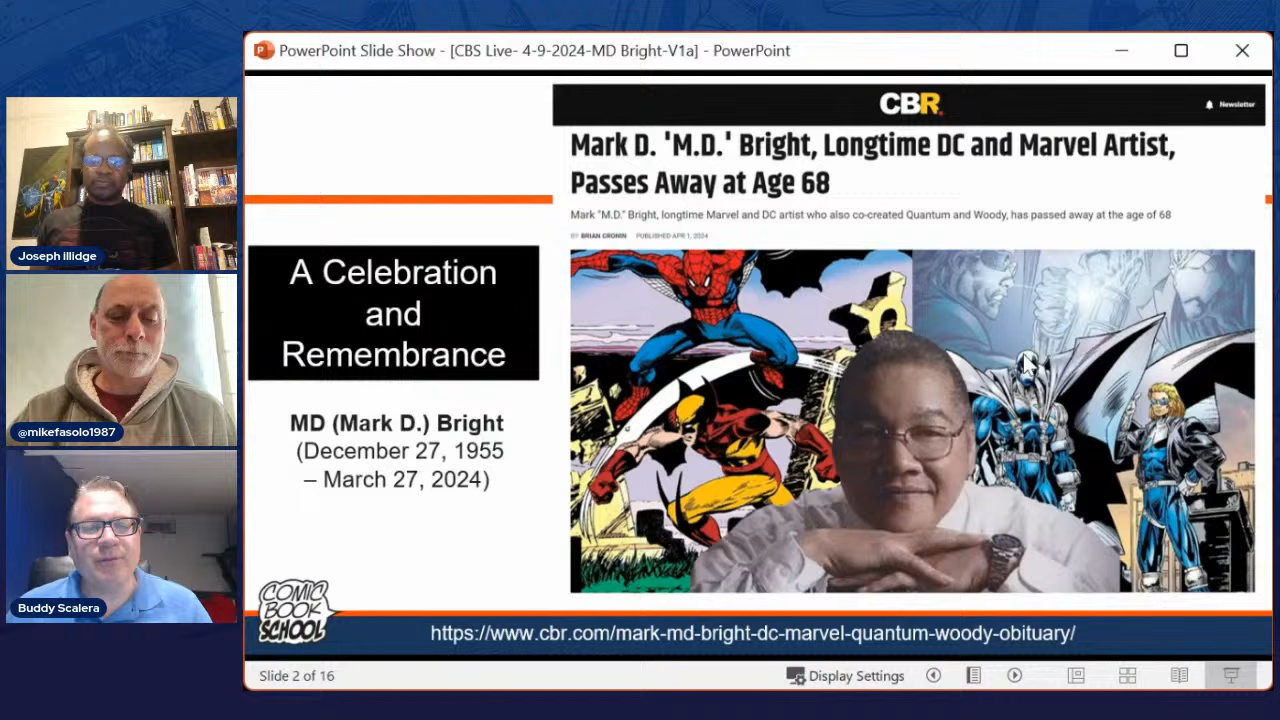 PowerPoint Slide Show - [CBS Live- 4-9-2024-MD Bright-V1a] - PowerPoint
CBR.
Newsletter
Mark D. 'M.D.' Bright, Longtime DC and Marvel Artist,
Passes Away at Age 68
Mark "M.D." Bright, longtime Marvel and DC artist who also co-created Quantum and Woody, has passed away at the age of 68
BY BRIAN CRONIN PUBLISHED APR 1, 2024
A Celebration
and
Remembrance
MD (Mark D.) Bright
(December 27, 1955
– March 27, 2024)
Joseph illidge
@mikefasolo1987
Buddy Scalera
COMIC
BOOK
SCHOOL
https://www.cbr.com/mark-md-bright-dc-marvel-quantum-woody-obituary/
Slide 2 of 16
Display Settings